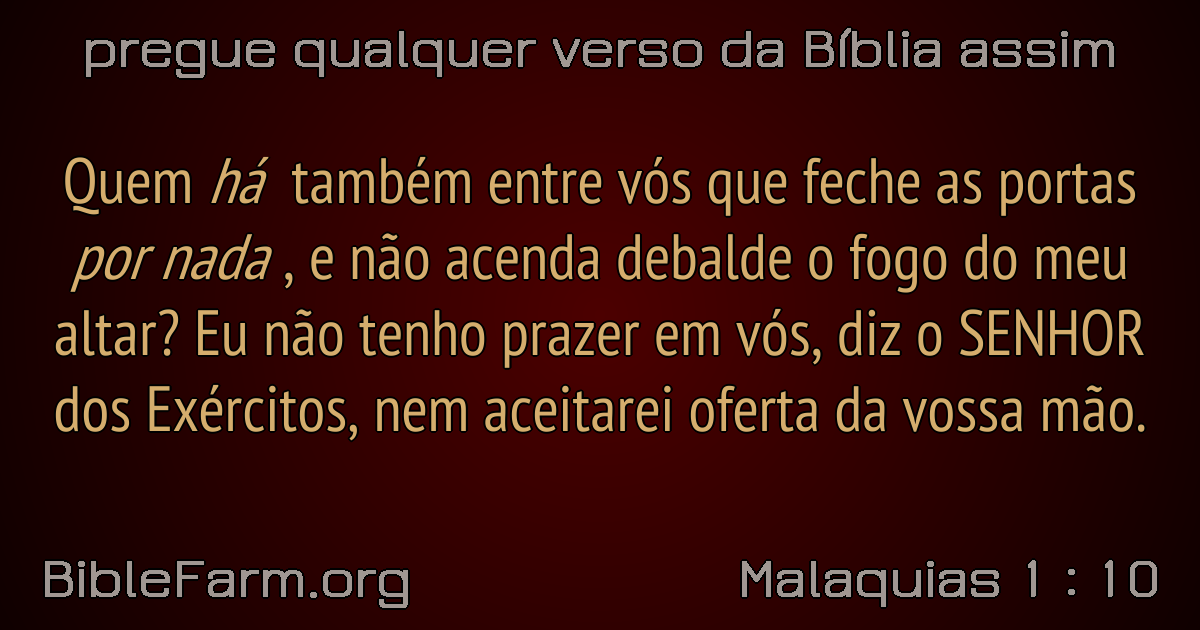 pregue qualquer verso da Bíblia assim
Quem há também entre vós que feche as portas
por nada , e não acenda debalde o fogo do meu
altar? Eu não tenho prazer em vós, diz o SENHOR
dos Exércitos, nem aceitarei oferta da vossa mão.
BibleFarm.org
Malaquias 1 : 10